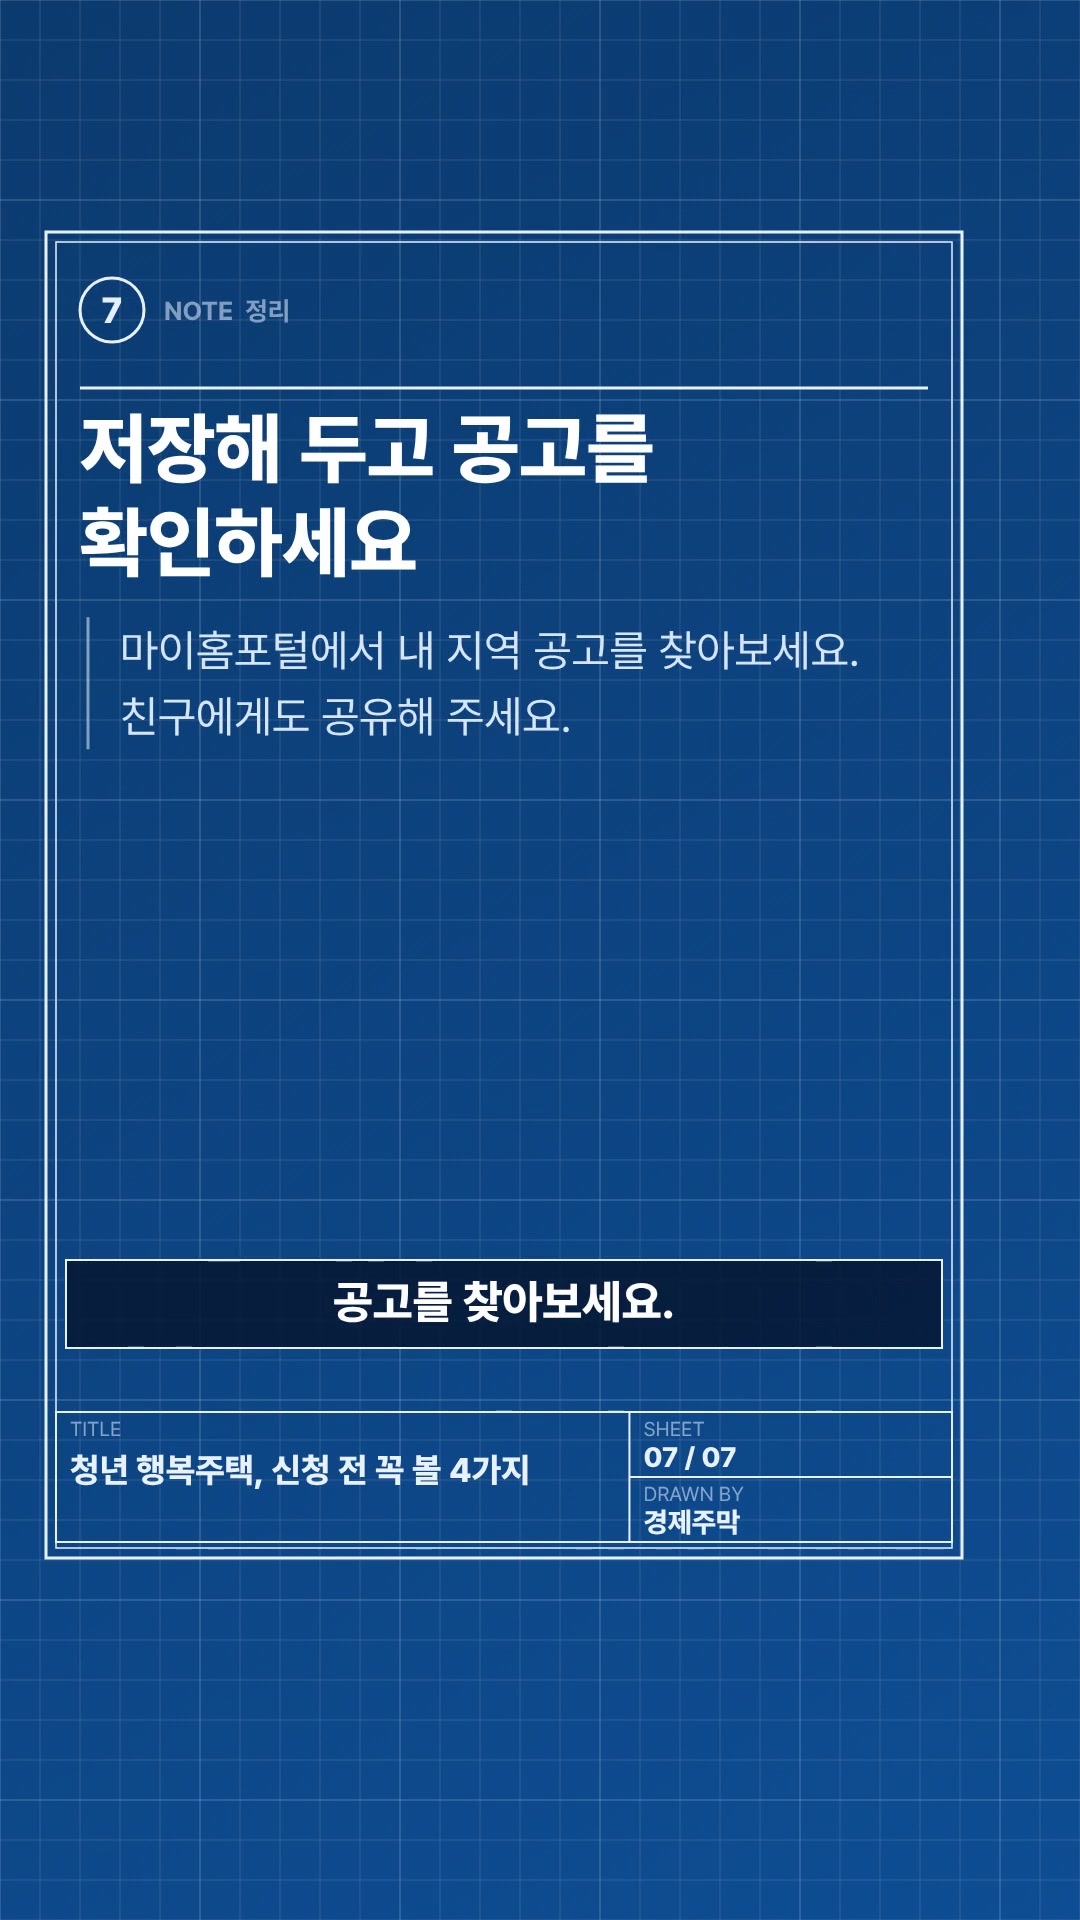 7 NOTE 정리
저장해 두고 공고를
확인하세요
마이홈포털에서 내 지역 공고를 찾아보세요.
친구에게도 공유해 주세요.
공고를 찾아보세요.
TITLE
청년 행복주택, 신청 전 꼭 볼 4가지
SHEET
07 / 07
DRAWN BY
경제주막